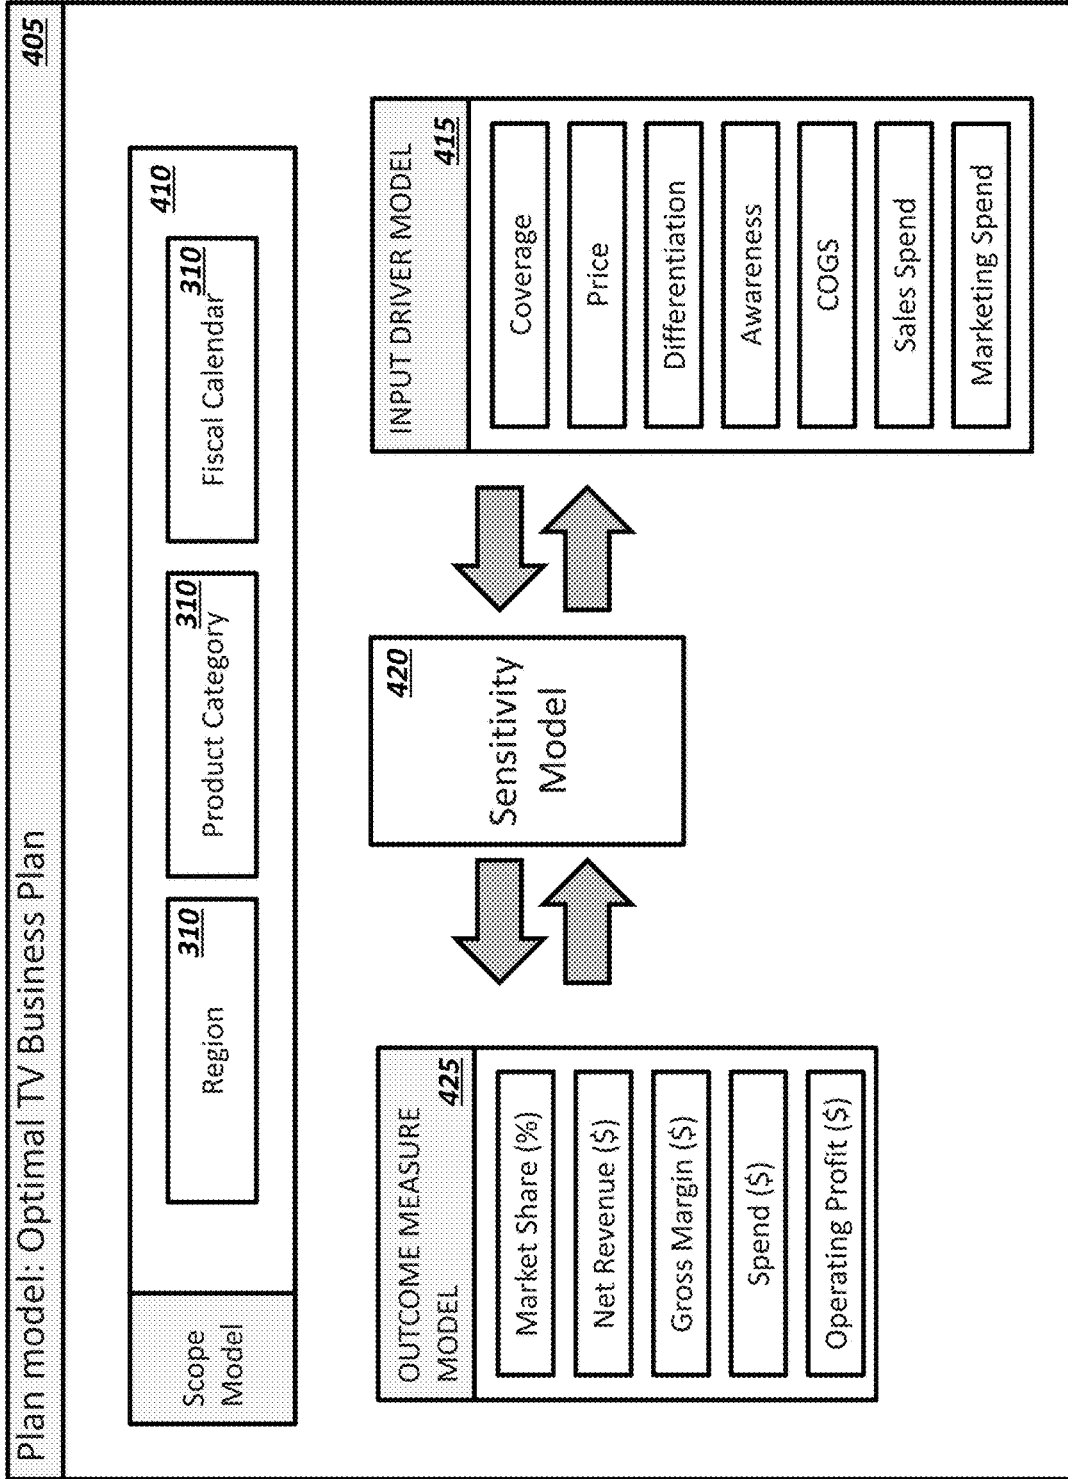 Plan model: Optimal TV Business Plan 405
Scope
Model
410
Region
310
Product Category
310
Fiscal Calendar
310
OUTCOME MEASURE
MODEL 425
Market Share (%)
Net Revenue ($)
Gross Margin ($)
Spend ($)
Operating Profit ($)
420
Sensitivity
Model
INPUT DRIVER MODEL
415
Coverage
Price
Differentiation
Awareness
COGS
Sales Spend
Marketing Spend